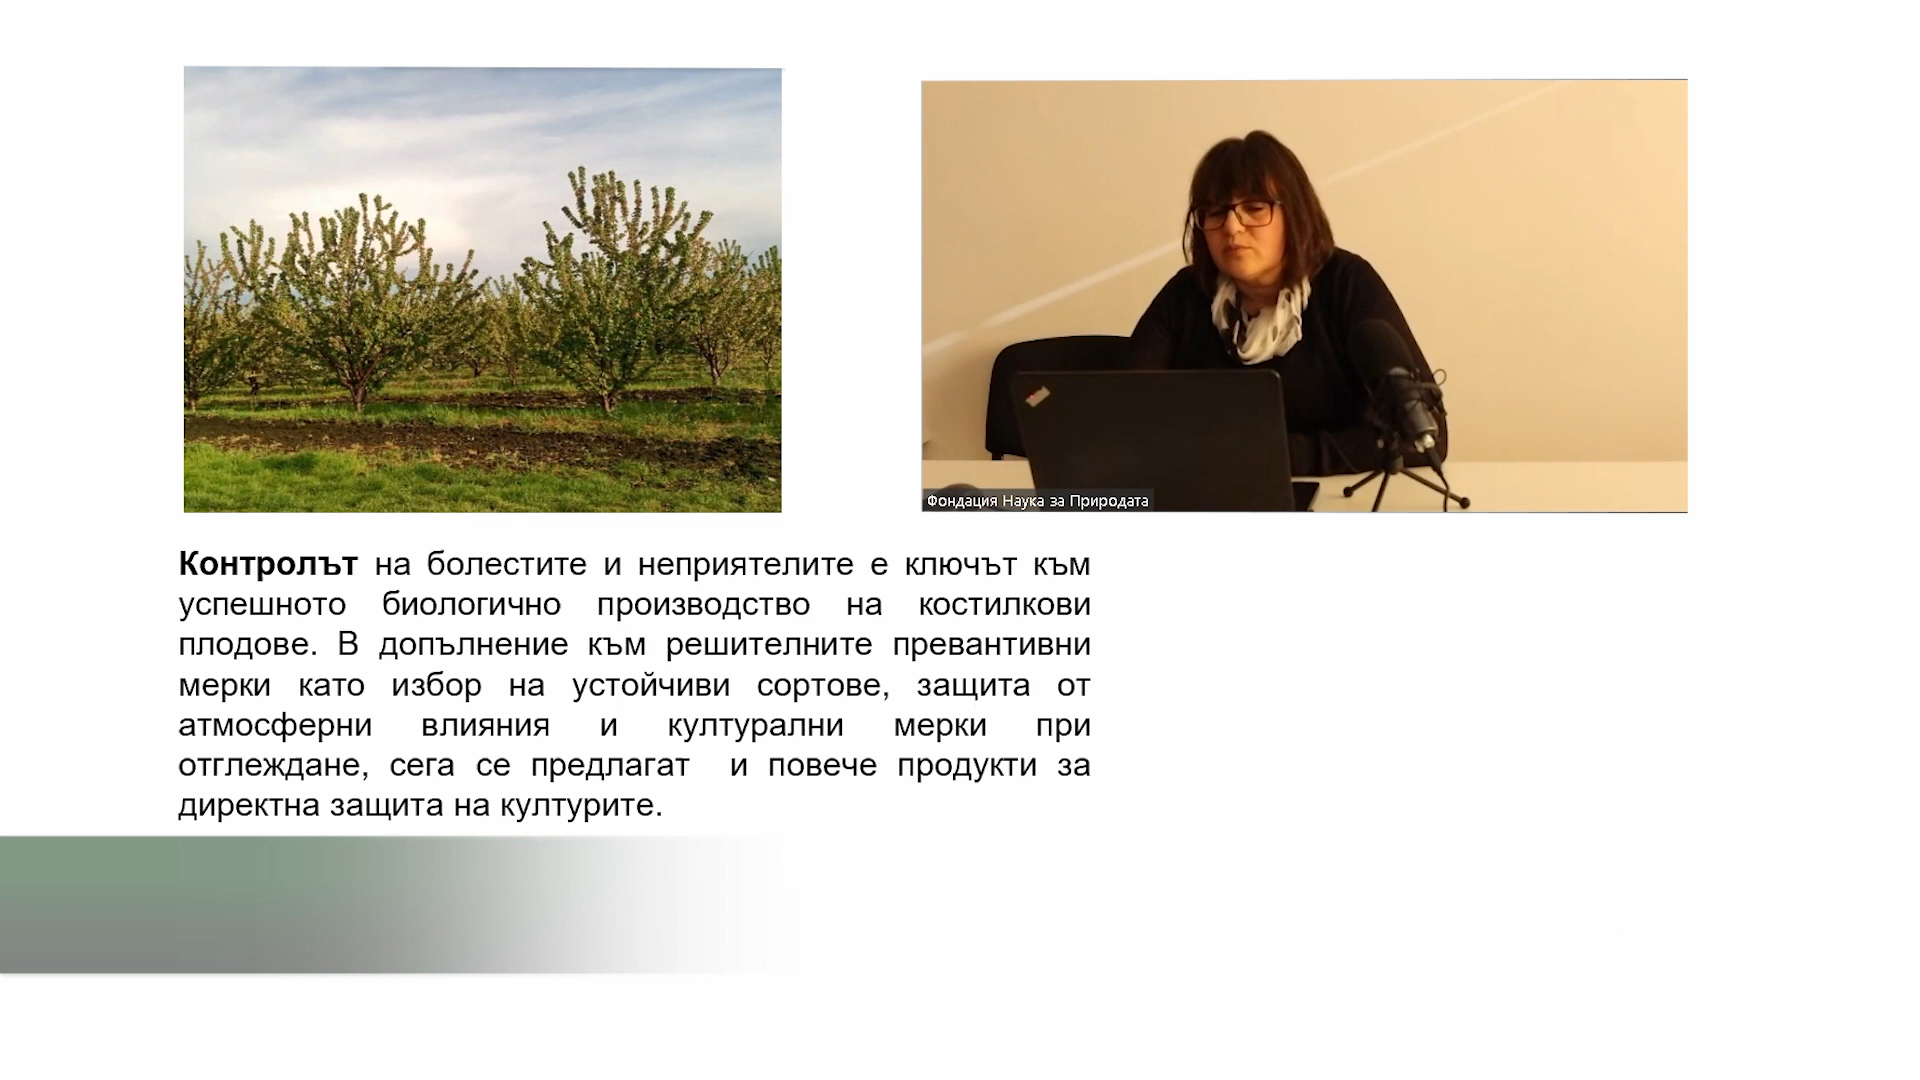 Фондация Наука за Природата
Контролът на болестите и неприятелите е ключът към
успешното биологично производство на костилкови
плодове. В допълнение към решителните превантивни
мерки като избор на устойчиви сортове, защита от
атмосферни влияния и културални мерки при
отглеждане, сега се предлагат и повече продукти за
директна защита на културите.